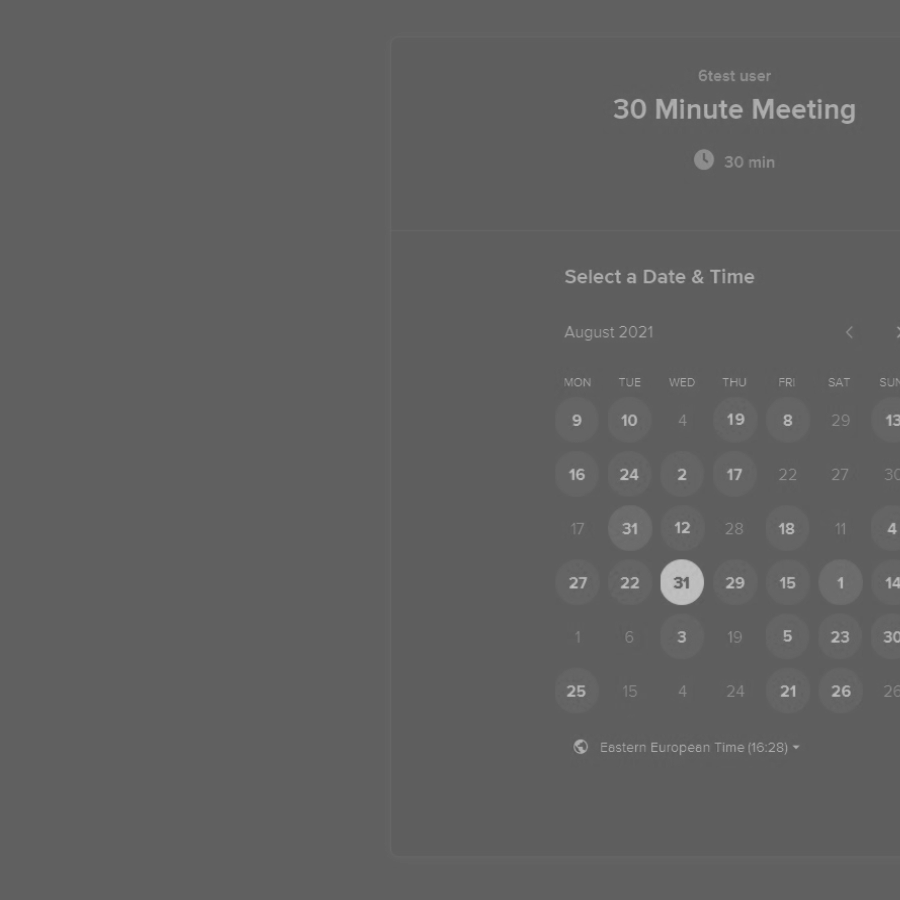 6test user
30 Minute Meeting
30 min
Select a Date & Time
August 2021
MON TUE WED THU FRI SAT SUN
9 10 4 19 8 29 13
16 24 2 17 22 27 30
17 31 12 28 18 11 4
27 22 31 29 15 1 14
1 6 3 19 5 23 30
25 15 4 24 21 26 26
Eastern European Time (16:28)